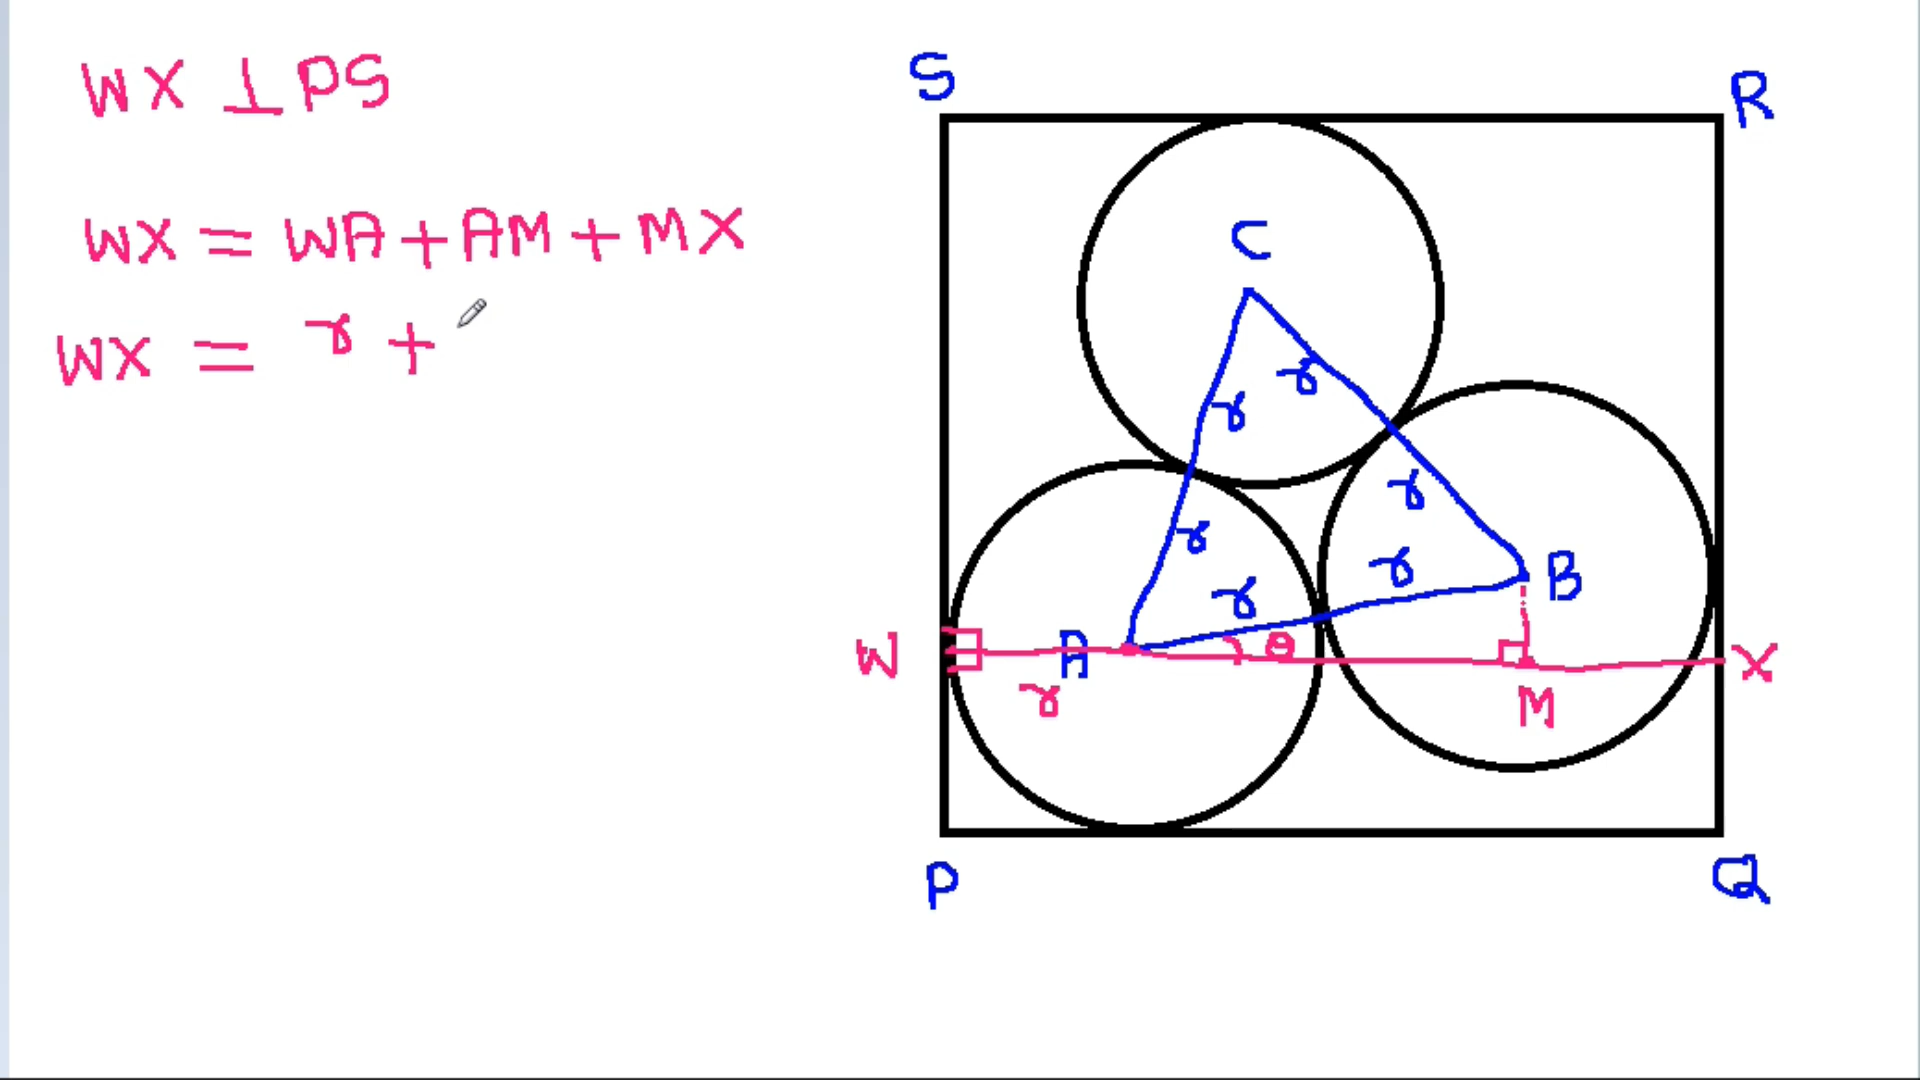 WX ⊥ PS
WX = WA + AM + MX
WX = r +
S
R
C
r
r
r
r
r
r
B
W
A
θ
X
r
M
P
Q